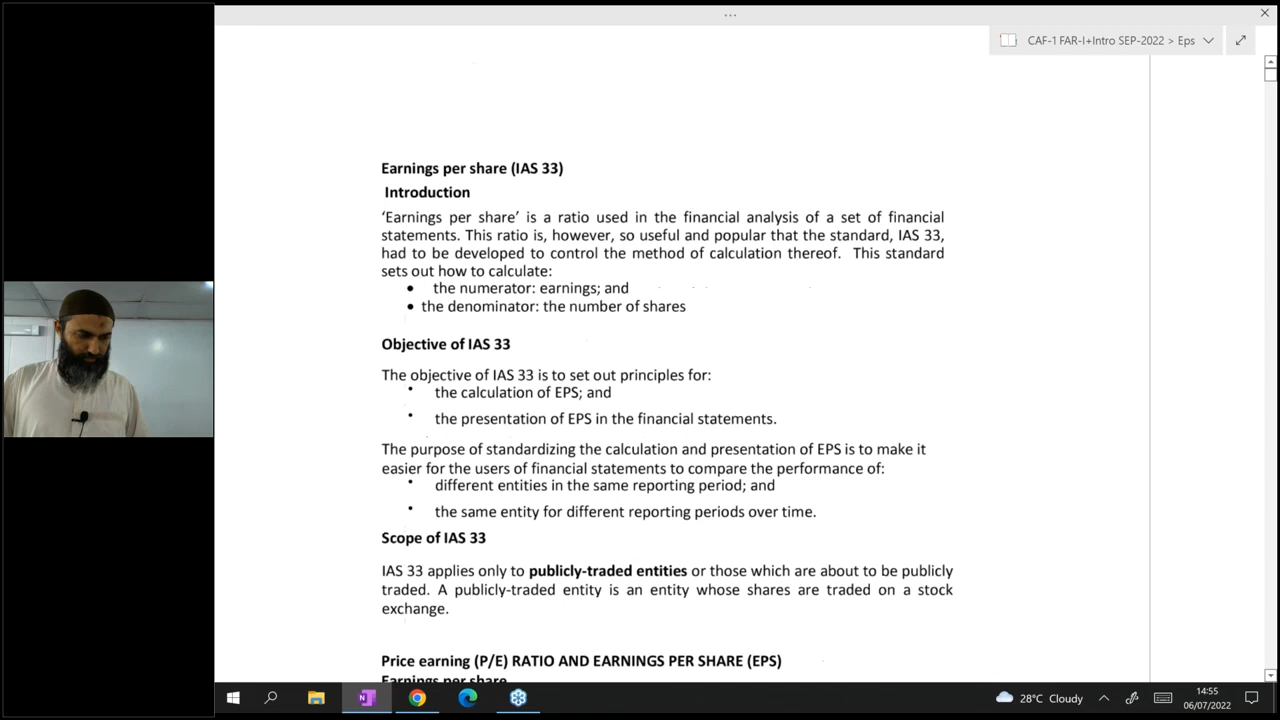 ...
CAF-1 FAR-I+Intro SEP-2022 > Eps
Earnings per share (IAS 33)
Introduction
‘Earnings per share’ is a ratio used in the financial analysis of a set of financial
statements. This ratio is, however, so useful and popular that the standard, IAS 33,
had to be developed to control the method of calculation thereof. This standard
sets out how to calculate:
• the numerator: earnings; and
• the denominator: the number of shares
Objective of IAS 33
The objective of IAS 33 is to set out principles for:
• the calculation of EPS; and
• the presentation of EPS in the financial statements.
The purpose of standardizing the calculation and presentation of EPS is to make it
easier for the users of financial statements to compare the performance of:
• different entities in the same reporting period; and
• the same entity for different reporting periods over time.
Scope of IAS 33
IAS 33 applies only to publicly-traded entities or those which are about to be publicly
traded. A publicly-traded entity is an entity whose shares are traded on a stock
exchange.
Price earning (P/E) RATIO AND EARNINGS PER SHARE (EPS)
Earnings per share
28°C Cloudy
14:55
06/07/2022